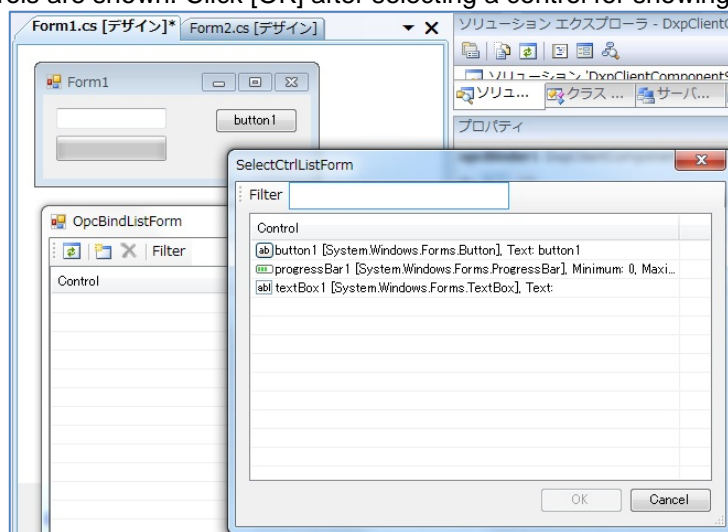 rols are shown. Click [OK] after selecting a control for showing
Form1.cs [デザイン]* Form2.cs [デザイン]
ソリューション エクスプローラ - DxpClientC
Form1
button1
ソリューション 'DxpClientComponentS
ソリュ... クラス ... サーバ...
プロパティ
SelectCtrlListForm
Filter
Control
button1 [System.Windows.Forms.Button], Text: button1
progressBar1 [System.Windows.Forms.ProgressBar], Minimum: 0, Maxi...
textBox1 [System.Windows.Forms.TextBox], Text:
OK Cancel
OpcBindListForm
Filter
Control